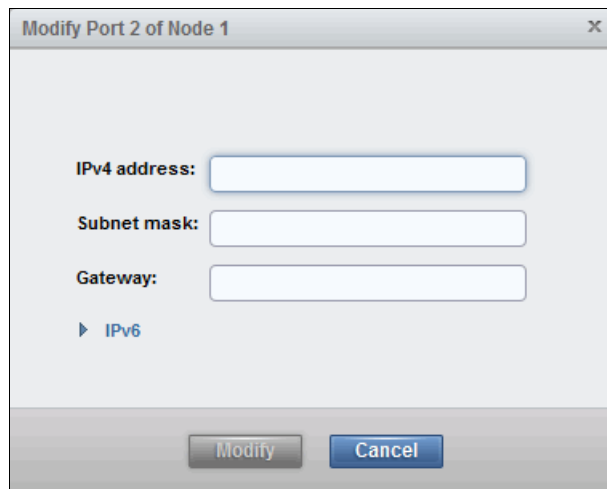 Modify Port 2 of Node 1 x
IPv4 address:
Subnet mask:
Gateway:
IPv6
Modify Cancel